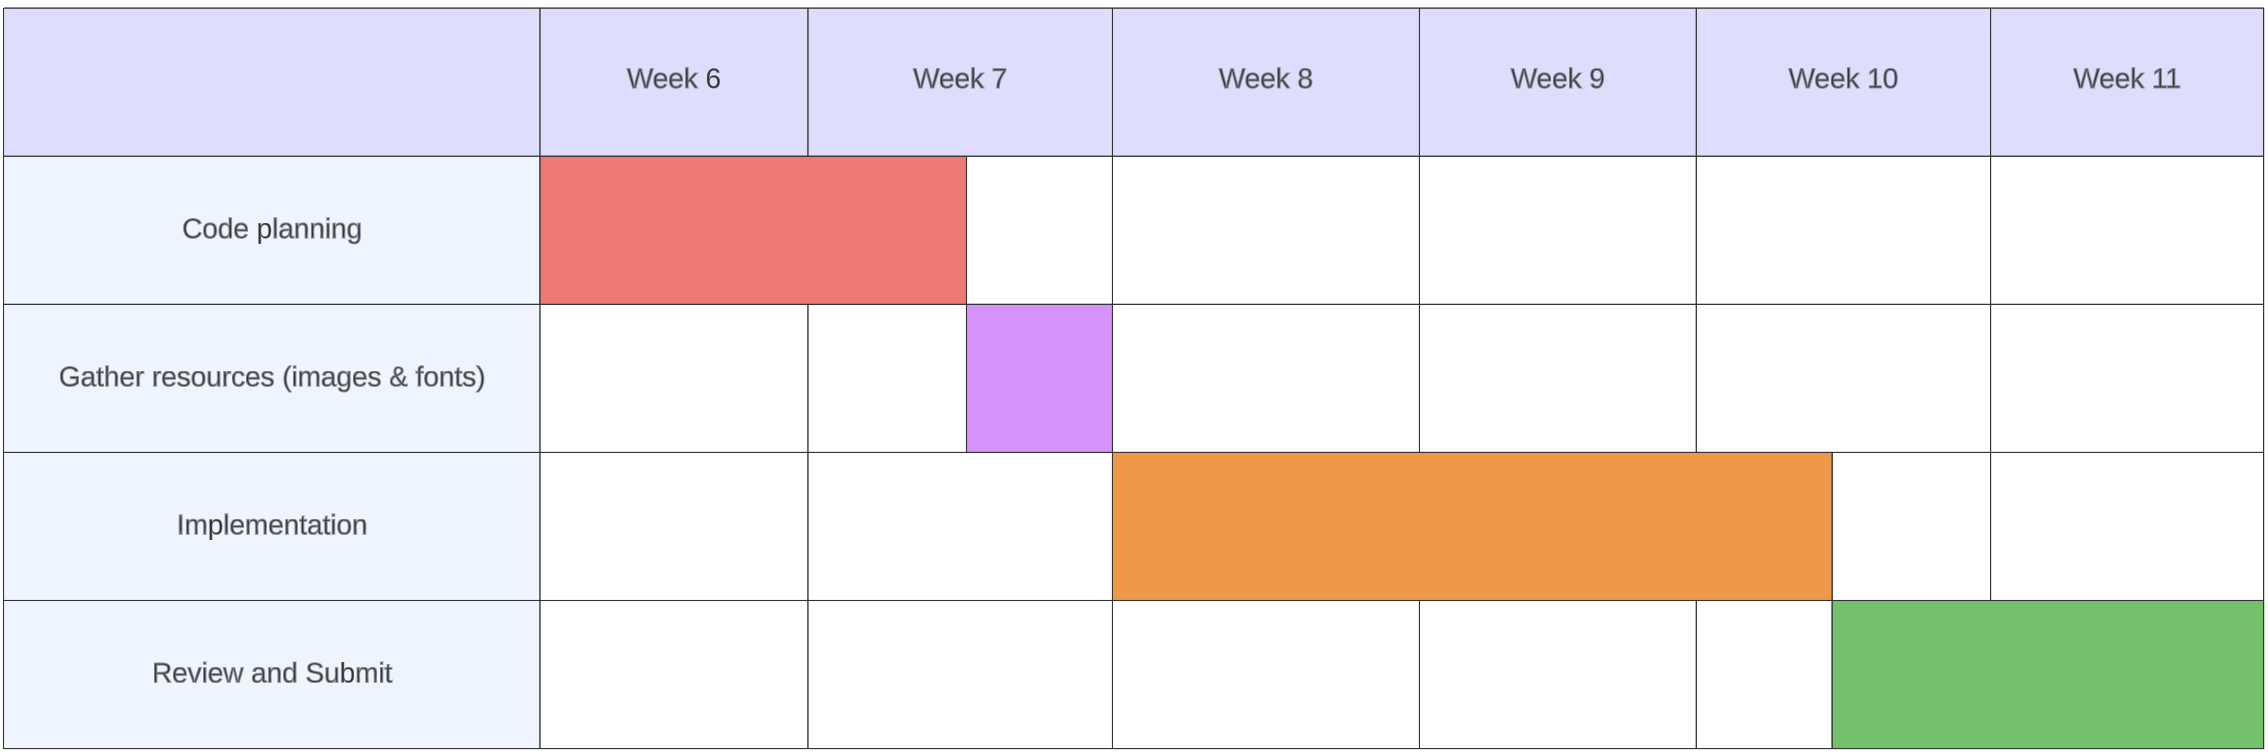 Week 6
Week 7
Week 8
Week 9
Week 10
Week 11
Code planning
Gather resources (images & fonts)
Implementation
Review and Submit